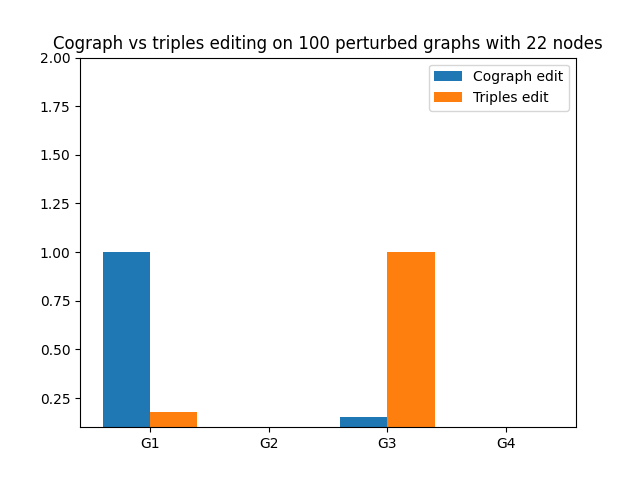 Cograph vs triples editing on 100 perturbed graphs with 22 nodes
2.00
1.75
1.50
1.25
1.00
0.75
0.50
0.25
Cograph edit
Triples edit
G1 G2 G3 G4